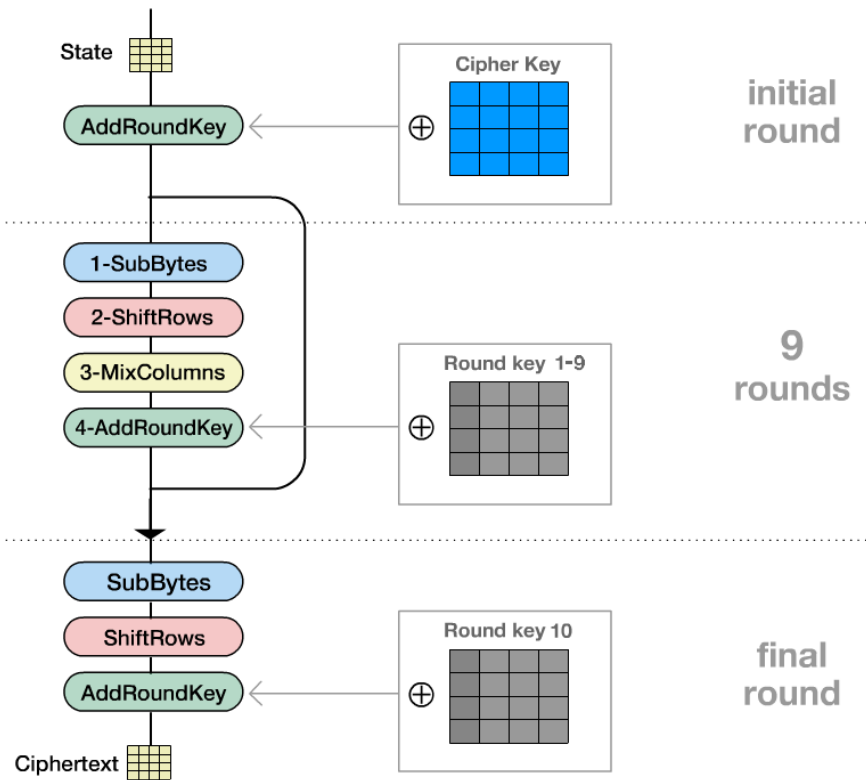 State
Cipher Key
initial
round
AddRoundKey
1-SubBytes
2-ShiftRows
3-MixColumns
4-AddRoundKey
Round key 1-9
9
rounds
SubBytes
ShiftRows
AddRoundKey
Round key 10
final
round
Ciphertext